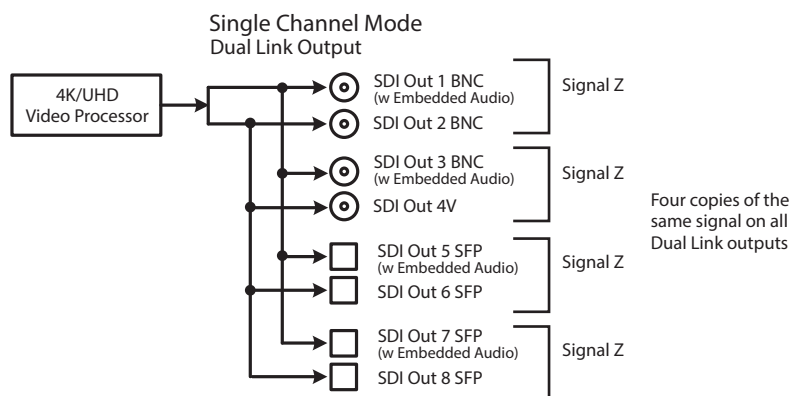 Single Channel Mode
Dual Link Output
4K/UHD
Video Processor
SDI Out 1 BNC
(w Embedded Audio)
SDI Out 2 BNC
Signal Z
SDI Out 3 BNC
(w Embedded Audio)
SDI Out 4V
Signal Z
Four copies of the
same signal on all
Dual Link outputs
SDI Out 5 SFP
(w Embedded Audio)
SDI Out 6 SFP
Signal Z
SDI Out 7 SFP
(w Embedded Audio)
SDI Out 8 SFP
Signal Z